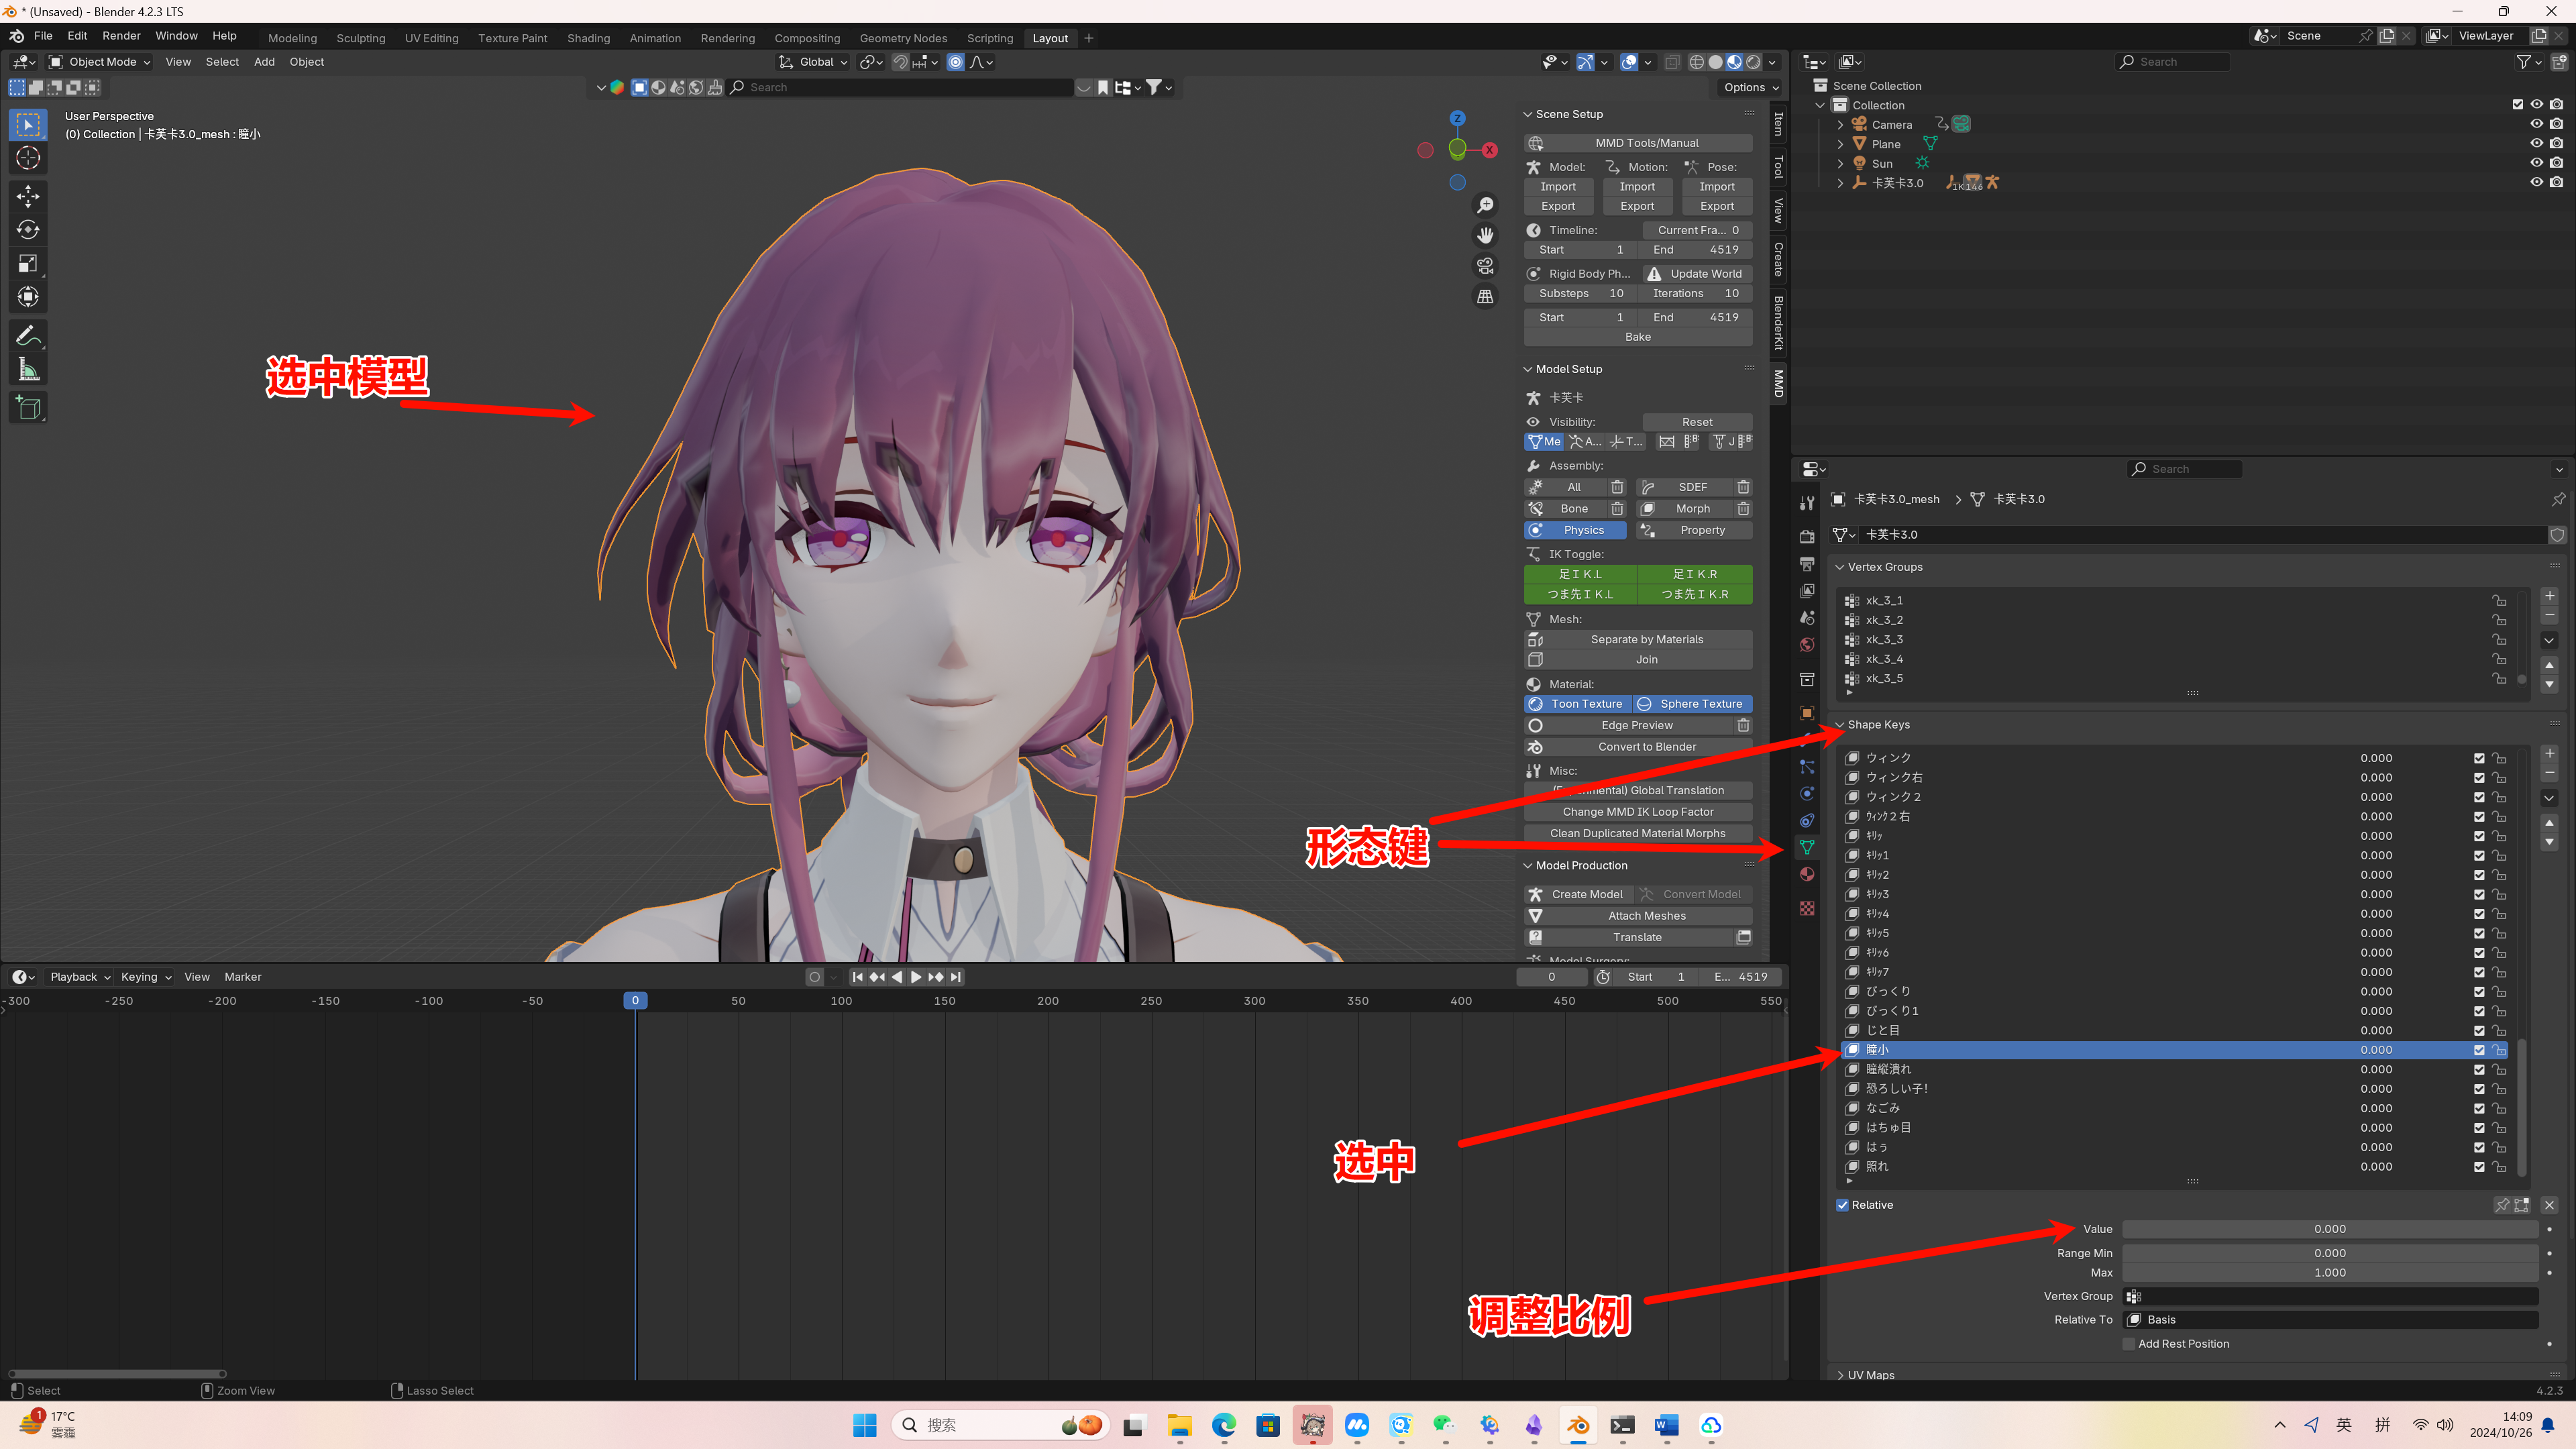 * (Unsaved) - Blender 4.2.3 LTS
File Edit Render Window Help Modeling Sculpting UV Editing Texture Paint Shading Animation Rendering Compositing Geometry Nodes Scripting Layout + Scene ViewLayer
Object Mode View Select Add Object Global
Search Options
User Perspective
(0) Collection | 卡芙卡3.0_mesh : 瞳小
Z
X
选中模型
形态键
选中
调整比例
Scene Setup
MMD Tools/Manual
Model: Motion: Pose:
Import Import Import
Export Export Export
Timeline: Current Fra... 0
Start 1 End 4519
Rigid Body Ph... Update World
Substeps 10 Iterations 10
Start 1 End 4519
Bake
Model Setup
卡芙卡
Visibility: Reset
Me A... T... J
Assembly:
All SDEF
Bone Morph
Physics Property
IK Toggle:
足ＩＫ.L 足ＩＫ.R
つま先ＩＫ.L つま先ＩＫ.R
Mesh:
Separate by Materials
Join
Material:
Toon Texture Sphere Texture
Edge Preview
Convert to Blender
Misc:
(Experimental) Global Translation
Change MMD IK Loop Factor
Clean Duplicated Material Morphs
Model Production
Create Model Convert Model
Attach Meshes
Translate
Model Surgery:
Item
Tool
View
Create
BlenderKit
MMD
Search
Scene Collection
Collection
Camera
Plane
Sun
卡芙卡3.0 1K 146
Search
卡芙卡3.0_mesh > 卡芙卡3.0
卡芙卡3.0
Vertex Groups
xk_3_1
xk_3_2
xk_3_3
xk_3_4
xk_3_5
Shape Keys
ウィンク 0.000
ウィンク右 0.000
ウィンク２ 0.000
ｳｨﾝｸ２右 0.000
ｷﾘｯ 0.000
ｷﾘｯ1 0.000
ｷﾘｯ2 0.000
ｷﾘｯ3 0.000
ｷﾘｯ4 0.000
ｷﾘｯ5 0.000
ｷﾘｯ6 0.000
ｷﾘｯ7 0.000
びっくり 0.000
びっくり1 0.000
じと目 0.000
瞳小 0.000
瞳縦潰れ 0.000
恐ろしい子！ 0.000
なごみ 0.000
はちゅ目 0.000
はぅ 0.000
照れ 0.000
Relative
Value 0.000
Range Min 0.000
Max 1.000
Vertex Group
Relative To Basis
Add Rest Position
UV Maps
Playback Keying View Marker 0 Start 1 E... 4519
-300 -250 -200 -150 -100 -50 0 50 100 150 200 250 300 350 400 450 500 550
Select Zoom View Lasso Select 4.2.3
1 17°C
雾霾
搜索
英 拼
14:09
2024/10/26